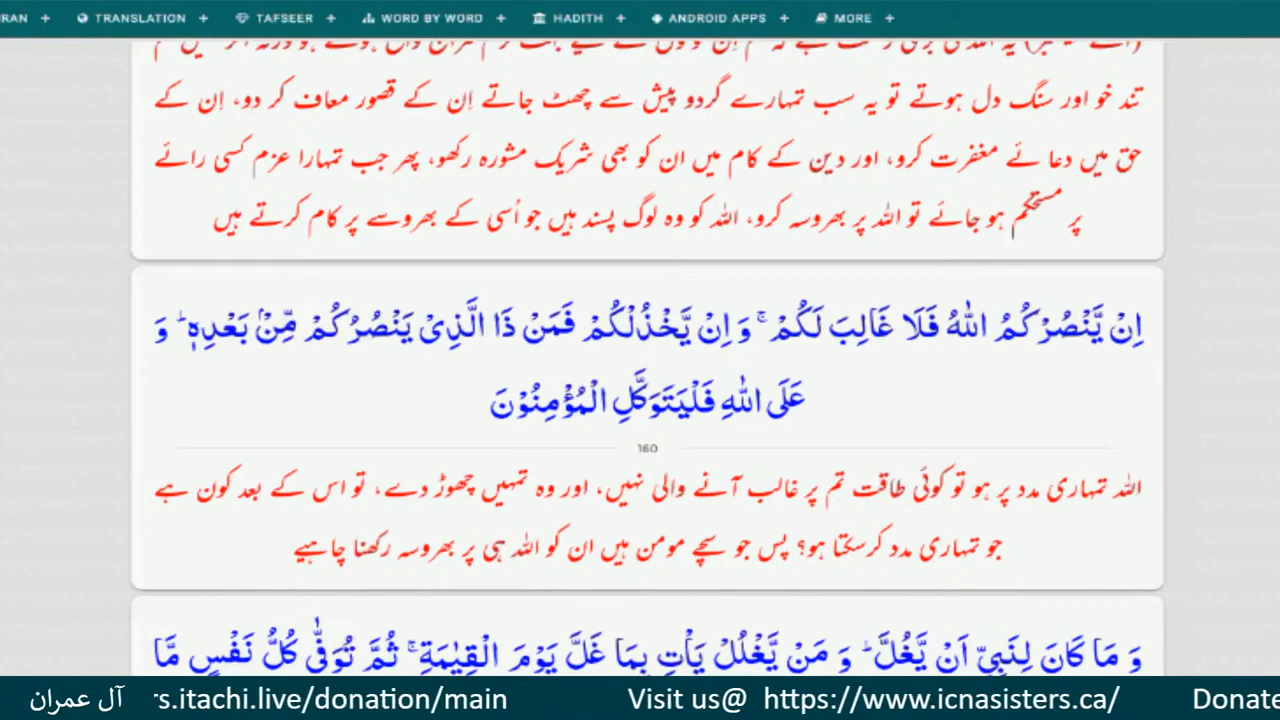 RAN + TRANSLATION + TAFSEER + WORD BY WORD + HADITH + ANDROID APPS + MORE +
تند خو اور سنگ دل ہوتے تو یہ سب تمہارے گردو پیش سے چھٹ جاتے اِن کے قصور معاف کر دو، اِن کے
حق میں دعا ئے مغفرت کرو، اور دین کے کام میں ان کو بھی شریک مشورہ رکھو، پھر جب تمہارا عزم کسی رائے
پر مستحکم ہو جائے تو اللہ پر بھروسہ کرو، اللہ کو وہ لوگ پسند ہیں جو اُسی کے بھروسے پر کام کرتے ہیں
اِنۡ يَّنۡصُرۡكُمُ اللّٰهُ فَلَا غَالِبَ لَـكُمۡۚ وَاِنۡ يَّخۡذُلۡكُمۡ فَمَنۡ ذَا الَّذِىۡ يَنۡصُرُكُمۡ مِّنۡۢ بَعۡدِهٖ ؕ وَ
عَلَى اللّٰهِ فَلۡيَتَوَكَّلِ الۡمُؤۡمِنُوۡنَ
160
اللہ تمہاری مدد پر ہو تو کوئی طاقت تم پر غالب آنے والی نہیں، اور وہ تمہیں چھوڑ دے، تو اس کے بعد کون ہے
جو تمہاری مدد کرسکتا ہو؟ پس جو سچے مومن ہیں ان کو اللہ ہی پر بھروسہ رکھنا چاہیے
وَمَا كَانَ لِنَبِىٍّ اَنۡ يَّغُلَّ‌ؕ وَمَنۡ يَّغۡلُلۡ يَاۡتِ بِمَا غَلَّ يَوۡمَ الۡقِيٰمَةِ‌ ۚ ثُمَّ تُوَفّٰى كُلُّ نَفۡسٍ مَّا
آل عمران rs.itachi.live/donation/main Visit us@ https://www.icnasisters.ca/ Donate